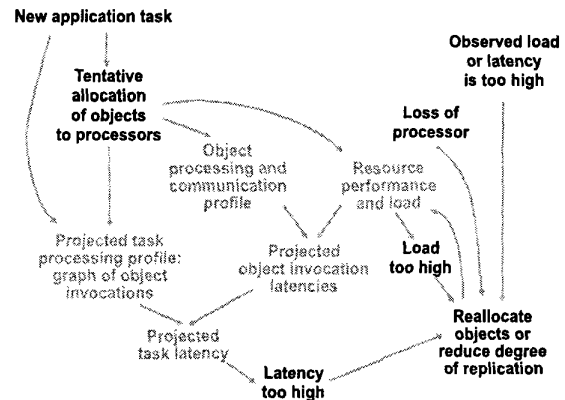 New application task
Observed load
or latency
is too high
Tentative
allocation
of objects
to processors
Loss of
processor
Object
processing and
communication
profile
Resource
performance
and load
Projected task
processing profile:
graph of object
invocations
Projected
object invocation
latencies
Load
too high
Projected
task latency
Reallocate
objects or
reduce degree
of replication
Latency
too high